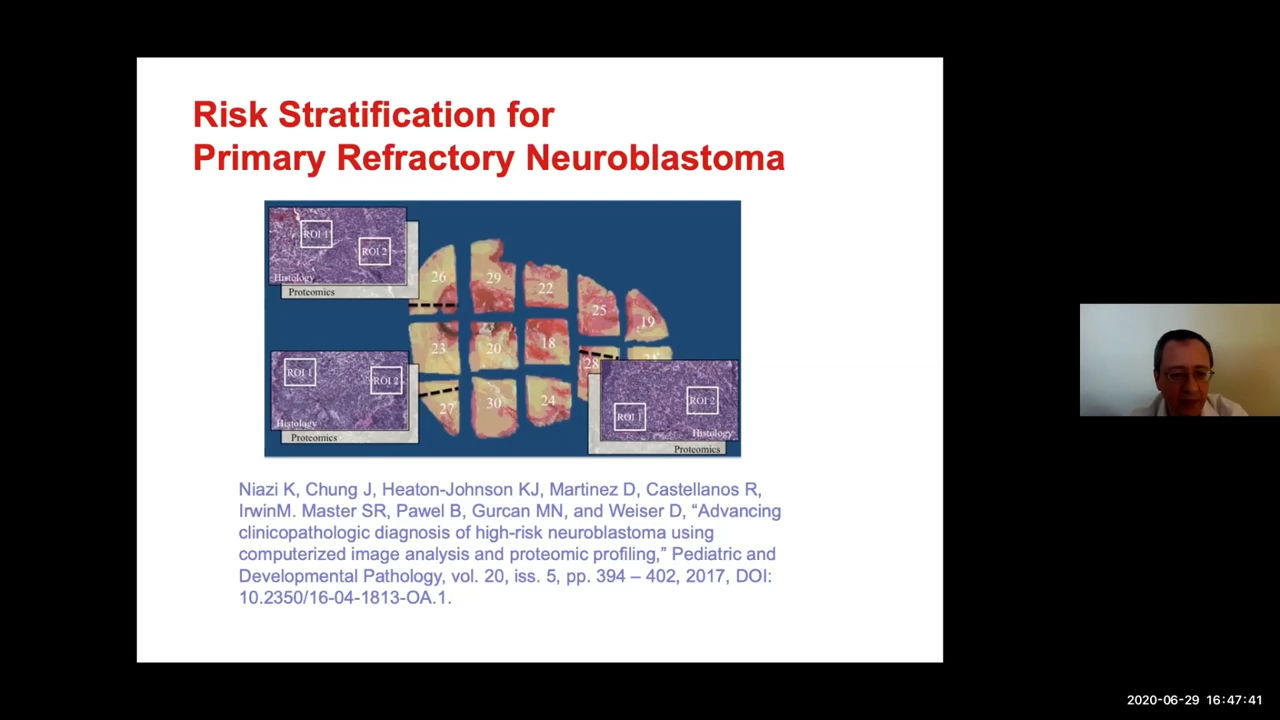 Risk Stratification for
Primary Refractory Neuroblastoma
ROI 1
ROI 2
Histology
Proteomics
26
29
22
25
19
23
20
18
28
27
30
24
ROI 1
ROI 2
Histology
Proteomics
ROI 1
ROI 2
Histology
Proteomics
Niazi K, Chung J, Heaton-Johnson KJ, Martinez D, Castellanos R,
IrwinM. Master SR, Pawel B, Gurcan MN, and Weiser D, “Advancing
clinicopathologic diagnosis of high-risk neuroblastoma using
computerized image analysis and proteomic profiling,” Pediatric and
Developmental Pathology, vol. 20, iss. 5, pp. 394 – 402, 2017, DOI:
10.2350/16-04-1813-OA.1.
2020-06-29 16:47:41